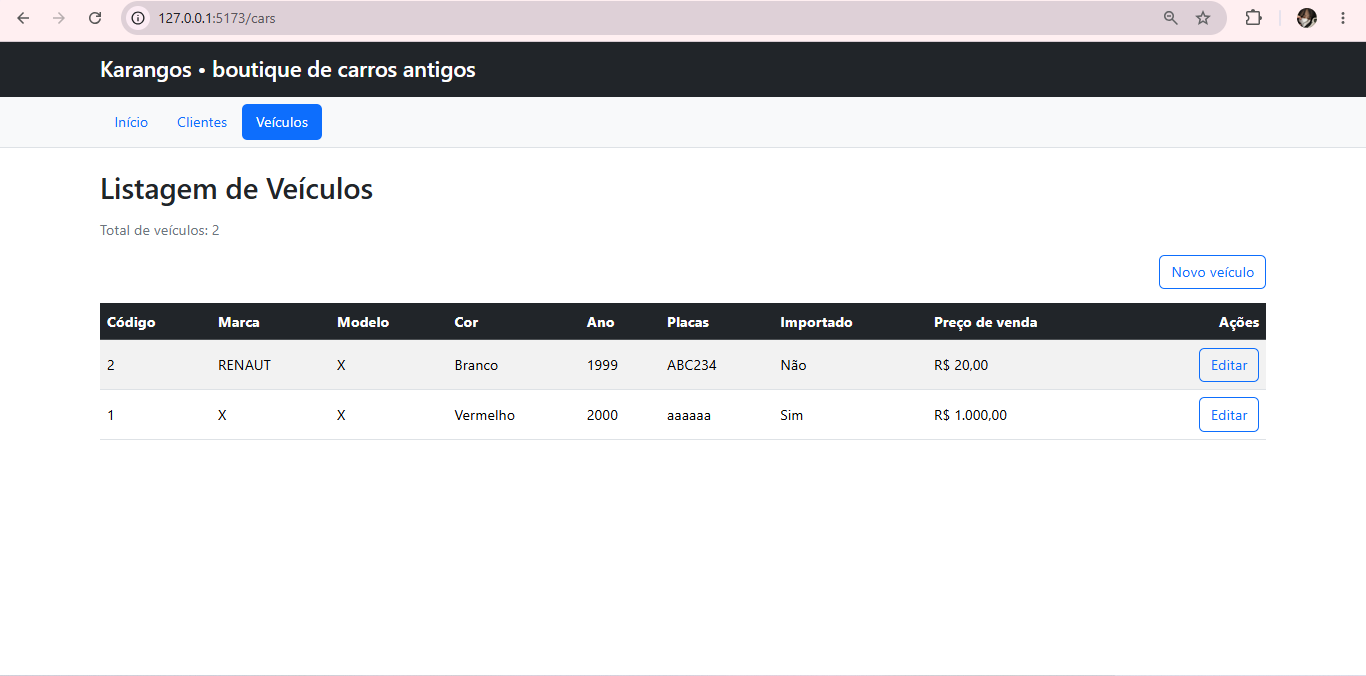 127.0.0.1:5173/cars
Karangos • boutique de carros antigos
Início Clientes Veículos
Listagem de Veículos
Total de veículos: 2
Novo veículo
Código Marca Modelo Cor Ano Placas Importado Preço de venda Ações
2 RENAUT X Branco 1999 ABC234 Não R$ 20,00 Editar
1 X X Vermelho 2000 aaaaaa Sim R$ 1.000,00 Editar